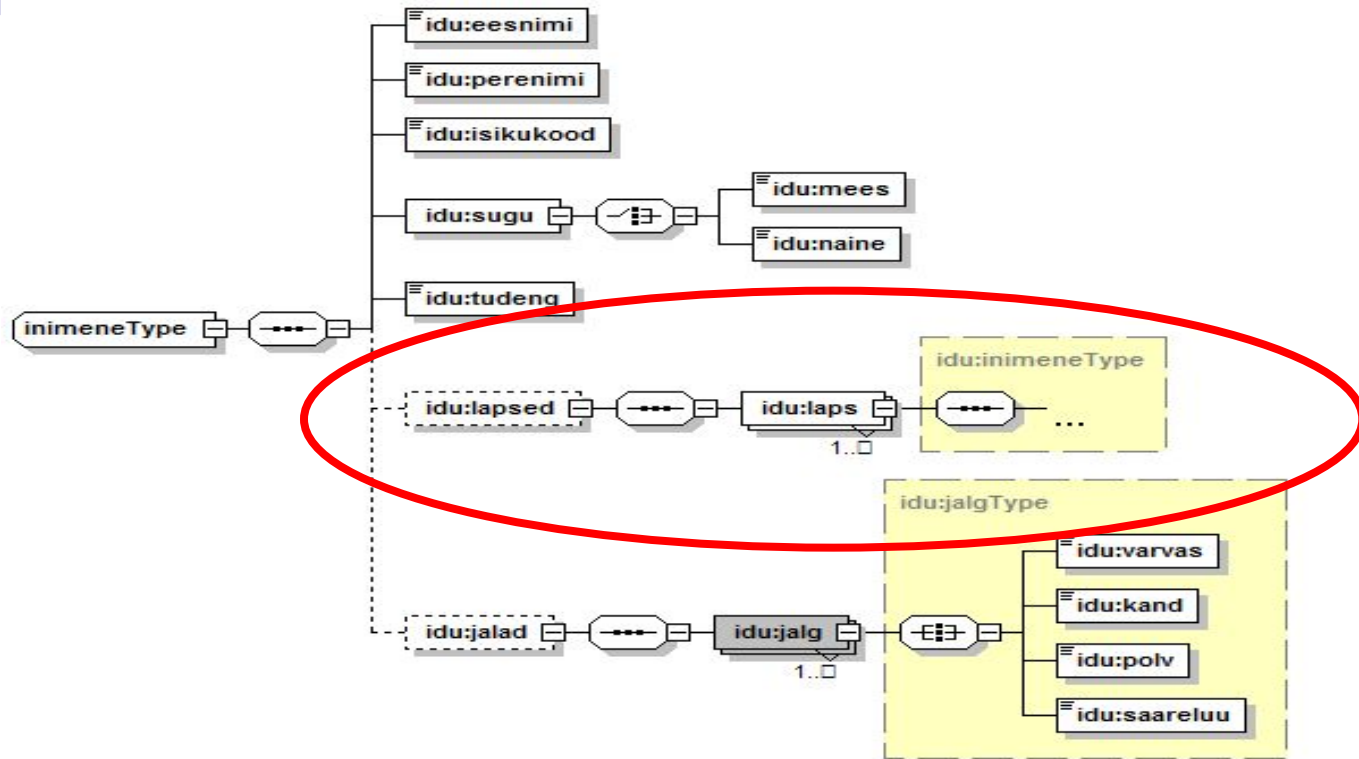 idu:eesnimi
idu:perenimi
idu:isikukood
idu:mees
idu:sugu
idu:naine
idu:tudeng
inimeneType
idu:inimeneType
idu:lapsed
idu:laps
...
1..□
idu:jalgType
idu:varvas
idu:kand
idu:jalad
idu:jalg
1..□
idu:polv
idu:saareluu